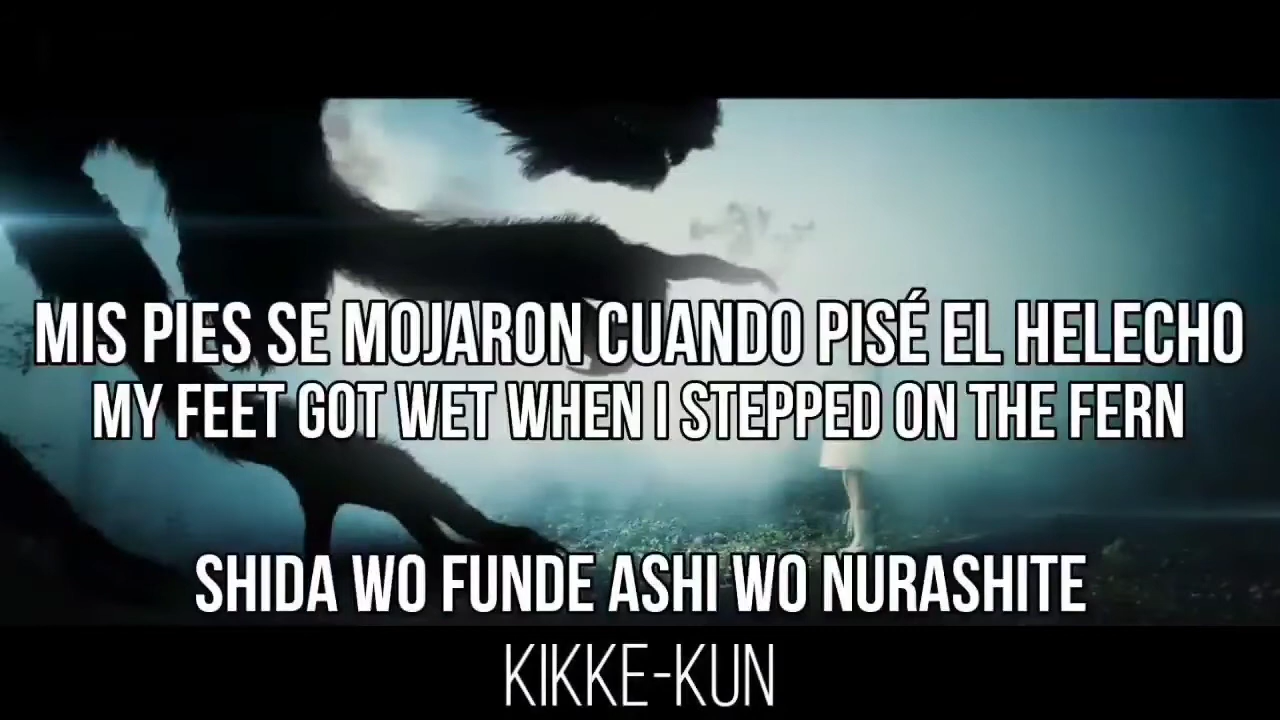 MIS PIES SE MOJARON CUANDO PISÉ EL HELECHO
MY FEET GOT WET WHEN I STEPPED ON THE FERN
SHIDA WO FUNDE ASHI WO NURASHITE
KIKKE-KUN